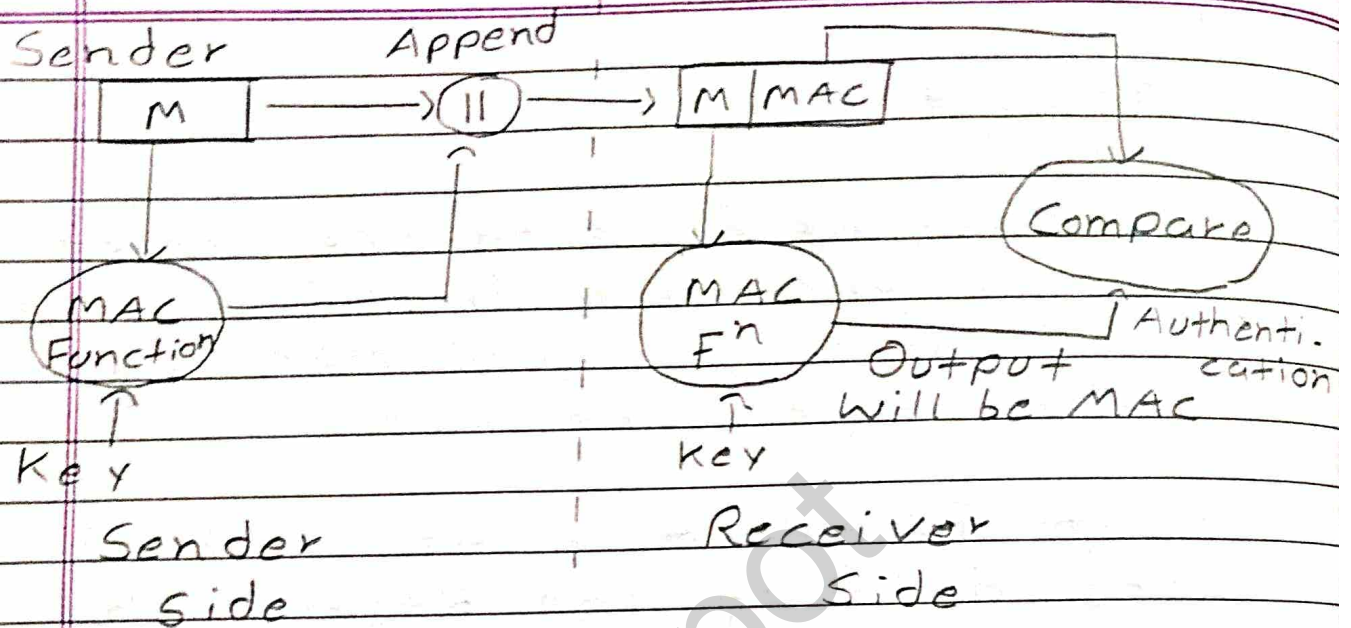 Sender Append
M || M | MAC
Compare
MAC Function
MAC Fⁿ
Authenti-
cation
Output
will be MAC
Key Key
Sender side
Receiver side